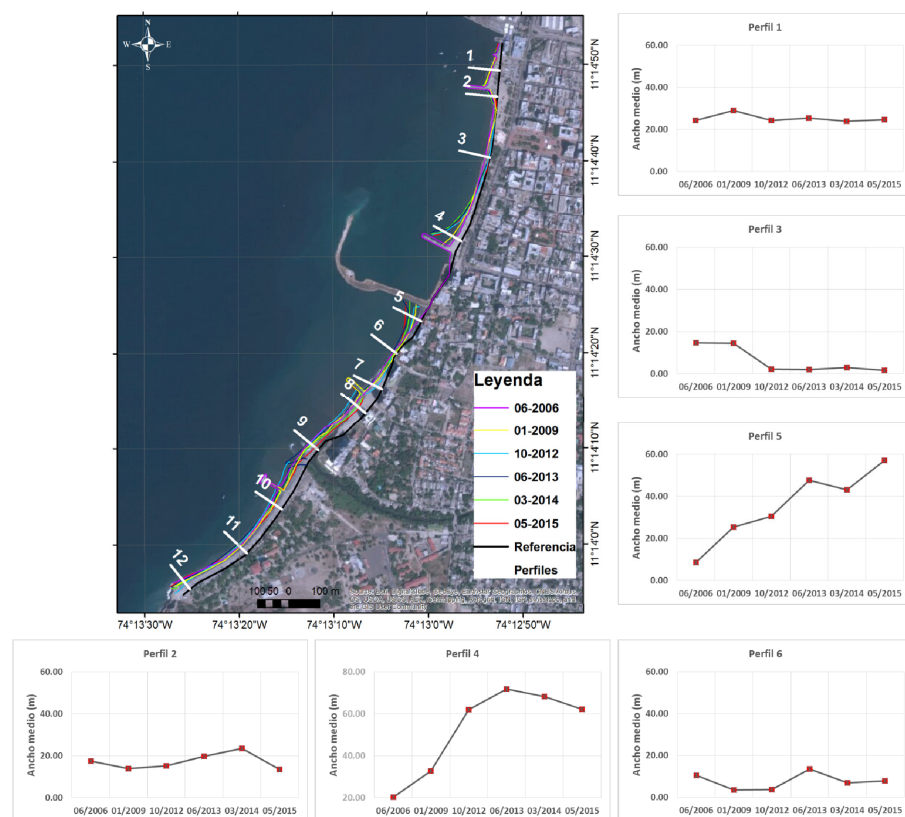 N
W E
S
1
2
3
4
5
6
7
8
9
10
11
12
11°14'50"N
11°14'40"N
11°14'30"N
11°14'20"N
11°14'10"N
11°14'0"N
Leyenda
06-2006
01-2009
10-2012
06-2013
03-2014
05-2015
Referencia
Perfiles
100 50 0 100 m
74°13'30"W 74°13'20"W 74°13'10"W 74°13'0"W 74°12'50"W
Perfil 1
Ancho medio (m)
60.00
40.00
20.00
0.00
06/2006 01/2009 10/2012 06/2013 03/2014 05/2015
Perfil 3
Ancho medio (m)
60.00
40.00
20.00
0.00
06/2006 01/2009 10/2012 06/2013 03/2014 05/2015
Perfil 5
Ancho medio (m)
60.00
40.00
20.00
0.00
06/2006 01/2009 10/2012 06/2013 03/2014 05/2015
Perfil 2
Ancho medio (m)
60.00
40.00
20.00
0.00
06/2006 01/2009 10/2012 06/2013 03/2014 05/2015
Perfil 4
Ancho medio (m)
80.00
60.00
40.00
20.00
06/2006 01/2009 10/2012 06/2013 03/2014 05/2015
Perfil 6
Ancho medio (m)
60.00
40.00
20.00
0.00
06/2006 01/2009 10/2012 06/2013 03/2014 05/2015